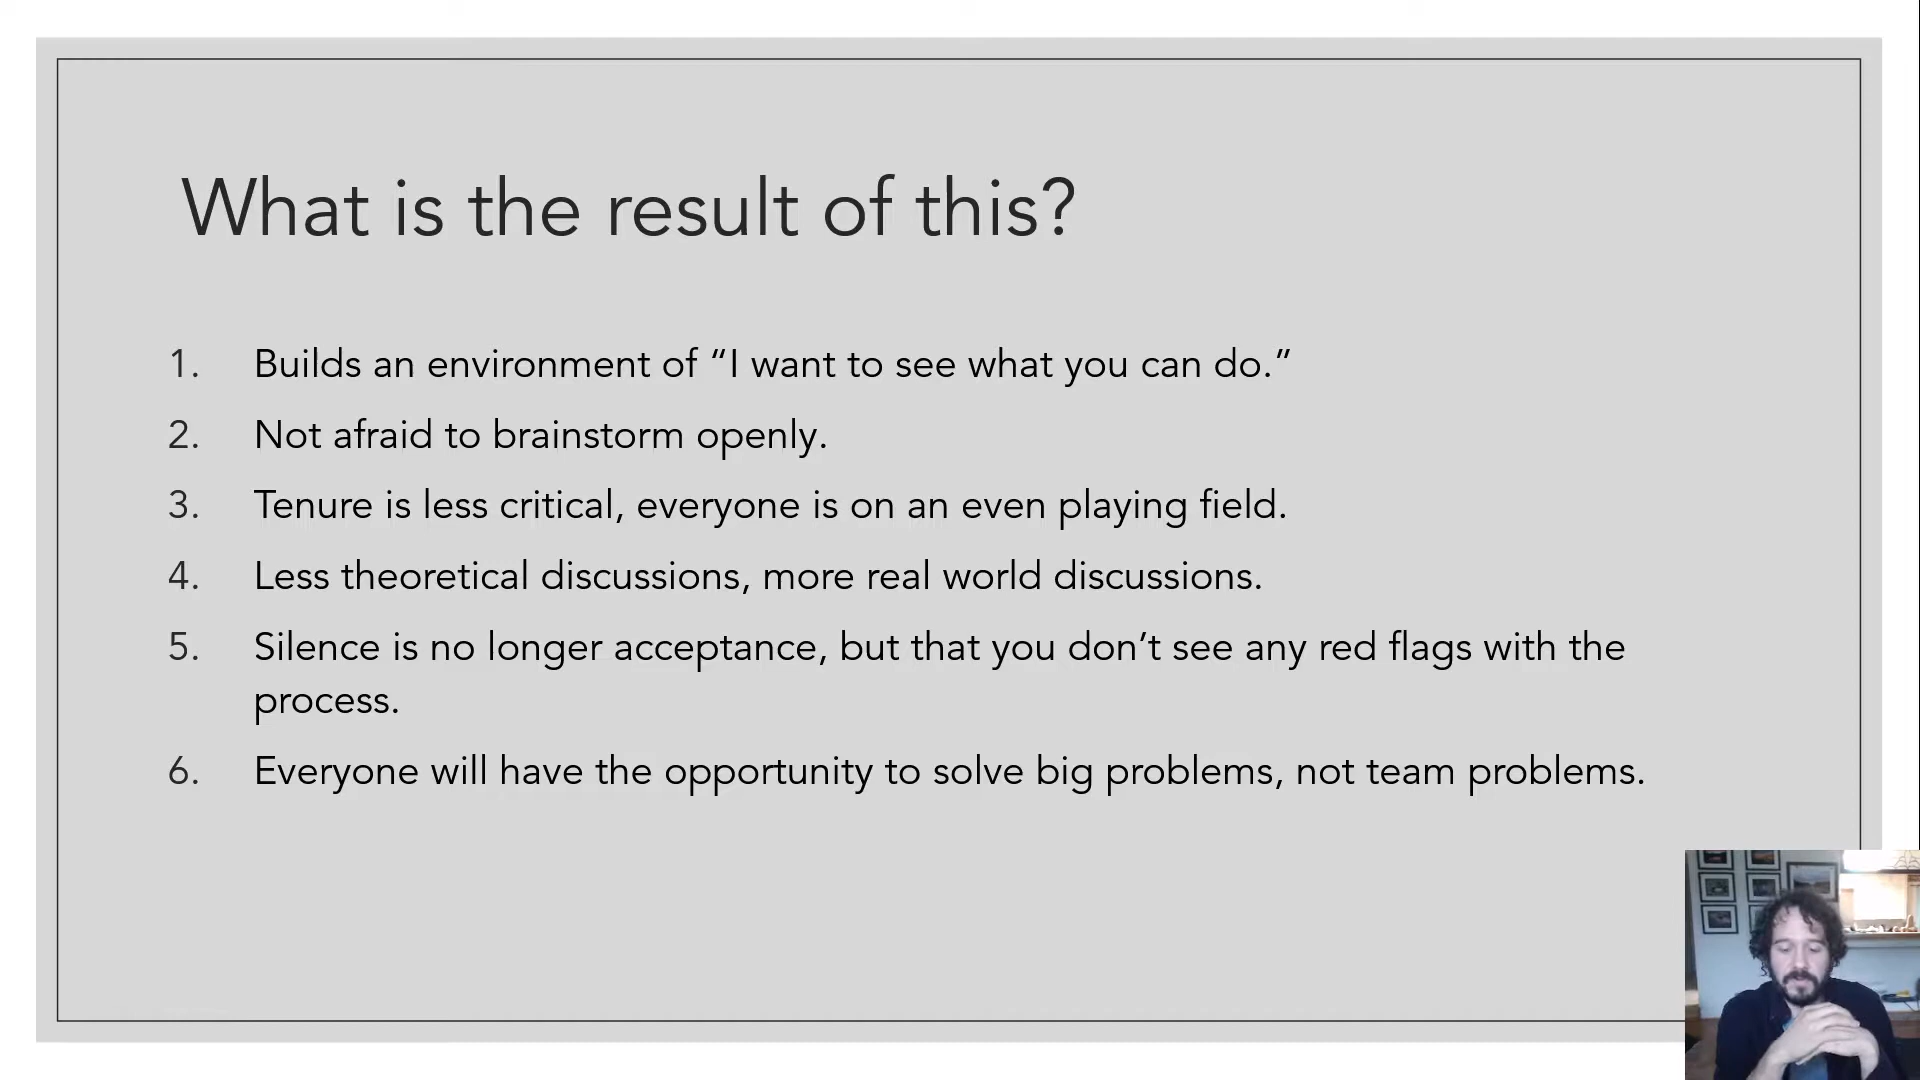 What is the result of this?
1. Builds an environment of “I want to see what you can do.”
2. Not afraid to brainstorm openly.
3. Tenure is less critical, everyone is on an even playing field.
4. Less theoretical discussions, more real world discussions.
5. Silence is no longer acceptance, but that you don’t see any red flags with the
process.
6. Everyone will have the opportunity to solve big problems, not team problems.